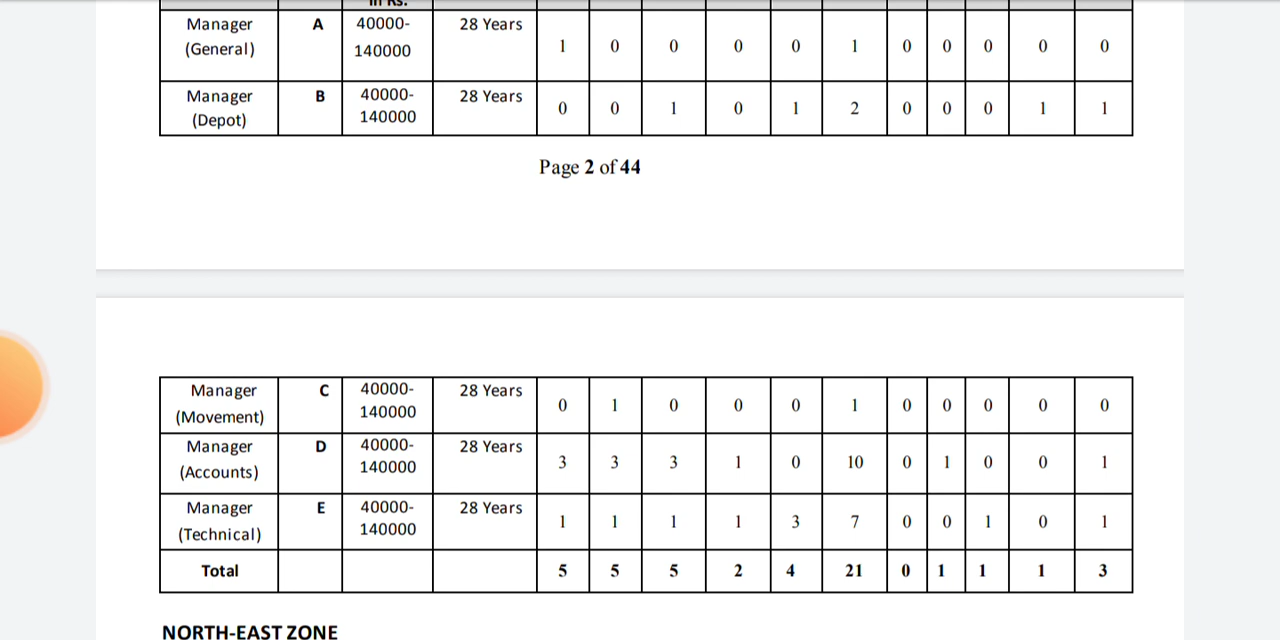 in Rs.
Manager (General) A 40000-140000 28 Years 1 0 0 0 0 1 0 0 0 0 0
Manager (Depot) B 40000-140000 28 Years 0 0 1 0 1 2 0 0 0 1 1
Page 2 of 44
Manager (Movement) C 40000-140000 28 Years 0 1 0 0 0 1 0 0 0 0 0
Manager (Accounts) D 40000-140000 28 Years 3 3 3 1 0 10 0 1 0 0 1
Manager (Technical) E 40000-140000 28 Years 1 1 1 1 3 7 0 0 1 0 1
Total 5 5 5 2 4 21 0 1 1 1 3
NORTH-EAST ZONE